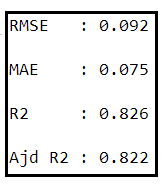 RMSE : 0.092
MAE : 0.075
R2 : 0.826
Ajd R2 : 0.822